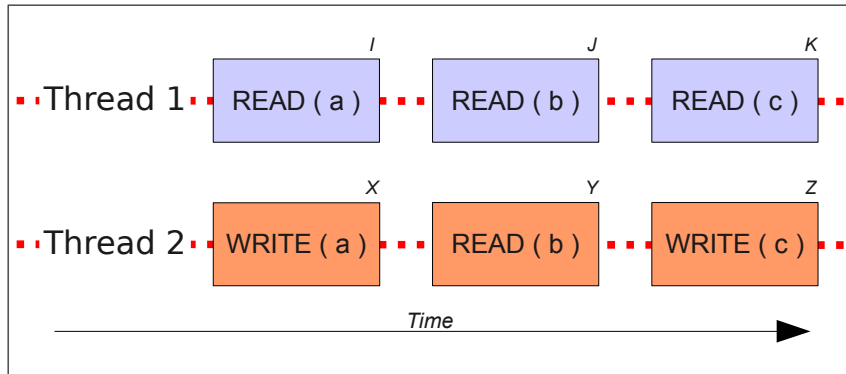 I J K
Thread 1 READ ( a ) READ ( b ) READ ( c )
X Y Z
Thread 2 WRITE ( a ) READ ( b ) WRITE ( c )
Time